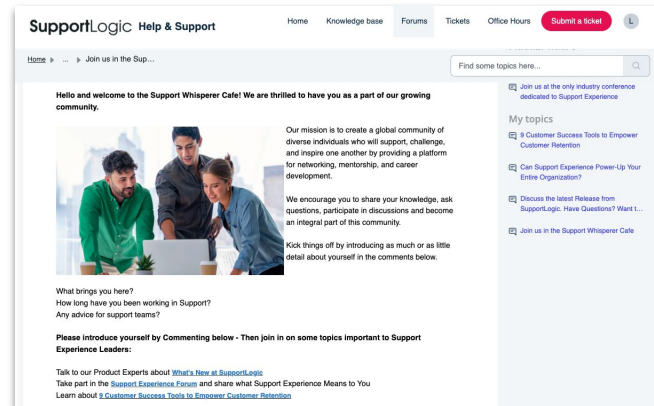 SupportLogic Help & Support
Home Knowledge base Forums Tickets Office Hours Submit a ticket L
Home ... Join us in the Sup...
Find some topics here...
Hello and welcome to the Support Whisperer Cafe! We are thrilled to have you as a part of our growing
community.
Our mission is to create a global community of
diverse individuals who will support, challenge,
and inspire one another by providing a platform
for networking, mentorship, and career
development.
We encourage you to share your knowledge, ask
questions, participate in discussions and become
an integral part of this community.
Kick things off by introducing as much or as little
detail about yourself in the comments below.
What brings you here?
How long have you been working in Support?
Any advice for support teams?
Please introduce yourself by Commenting below - Then join in on some topics important to Support
Experience Leaders:
Talk to our Product Experts about What's New at SupportLogic
Take part in the Support Experience Forum and share what Support Experience Means to You
Learn about 9 Customer Success Tools to Empower Customer Retention
Join us at the only industry conference
dedicated to Support Experience
My topics
9 Customer Success Tools to Empower
Customer Retention
Can Support Experience Power-Up Your
Entire Organization?
Discuss the latest Release from
SupportLogic. Have Questions? Want t...
Join us in the Support Whisperer Cafe